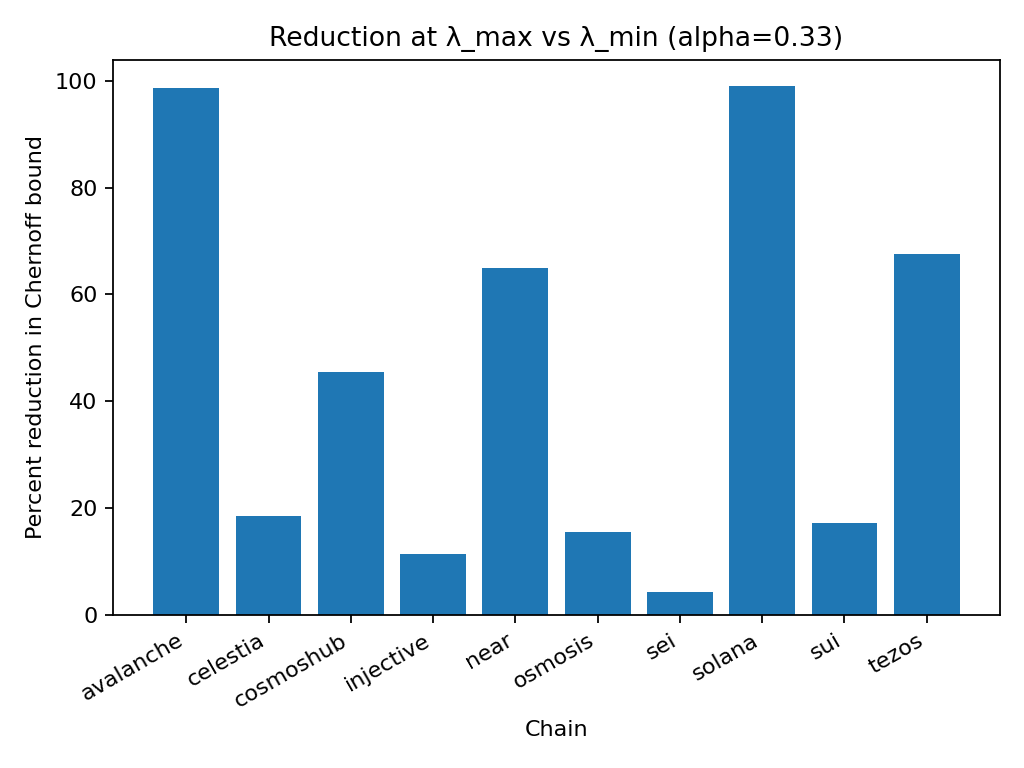 Reduction at λ_max vs λ_min (alpha=0.33)
Percent reduction in Chernoff bound
100
80
60
40
20
0
avalanche
celestia
cosmoshub
injective
near
osmosis
sei
solana
sui
tezos
Chain